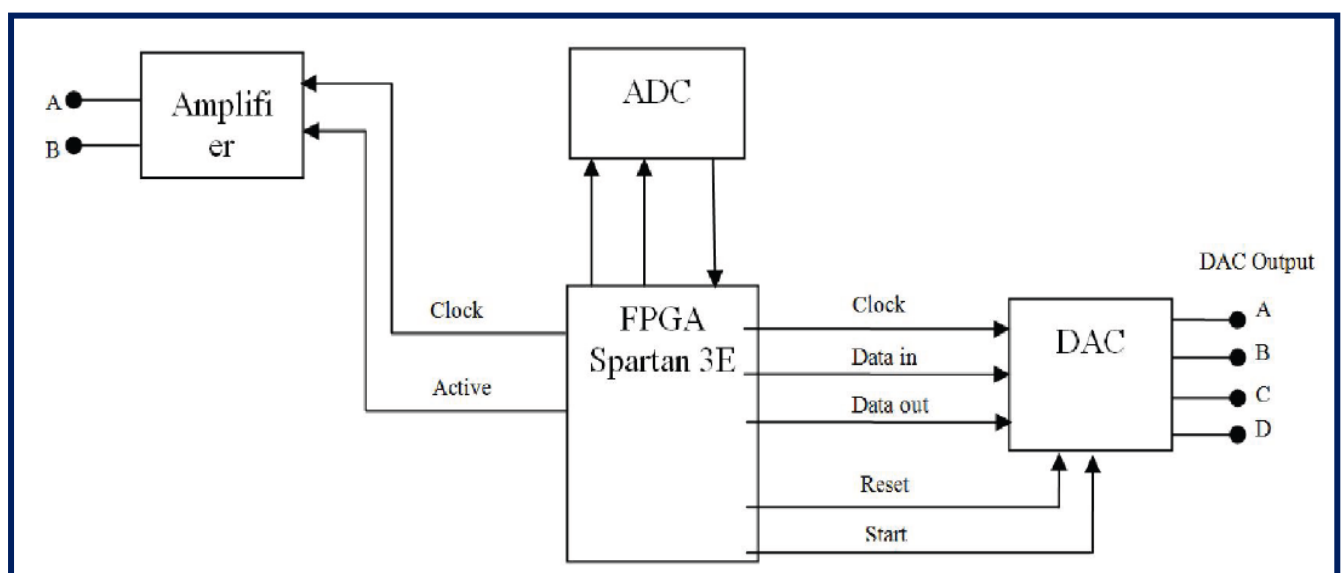 A
B
Amplifi
er
ADC
Clock
Active
FPGA
Spartan 3E
Clock
Data in
Data out
Reset
Start
DAC
DAC Output
A
B
C
D